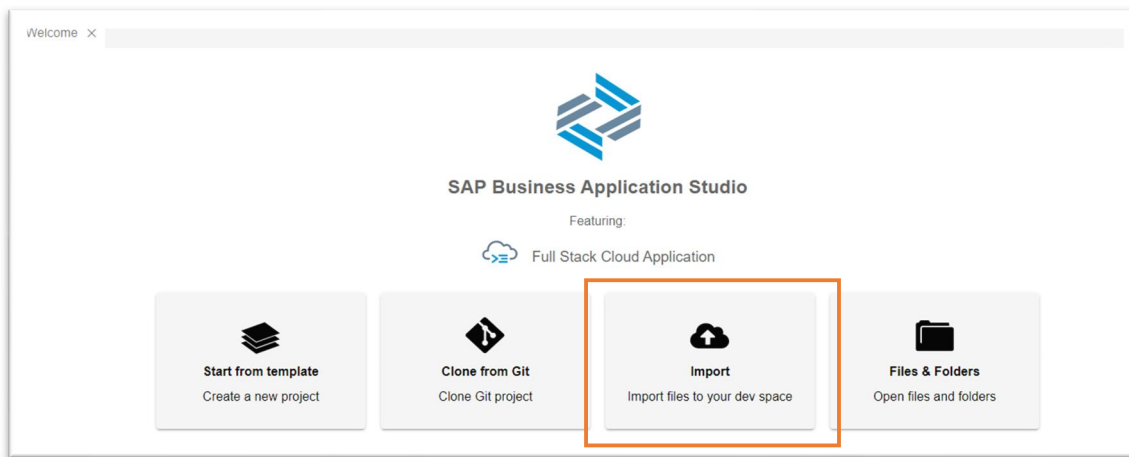 Welcome ×
SAP Business Application Studio
Featuring:
Full Stack Cloud Application
Start from template
Create a new project
Clone from Git
Clone Git project
Import
Import files to your dev space
Files & Folders
Open files and folders